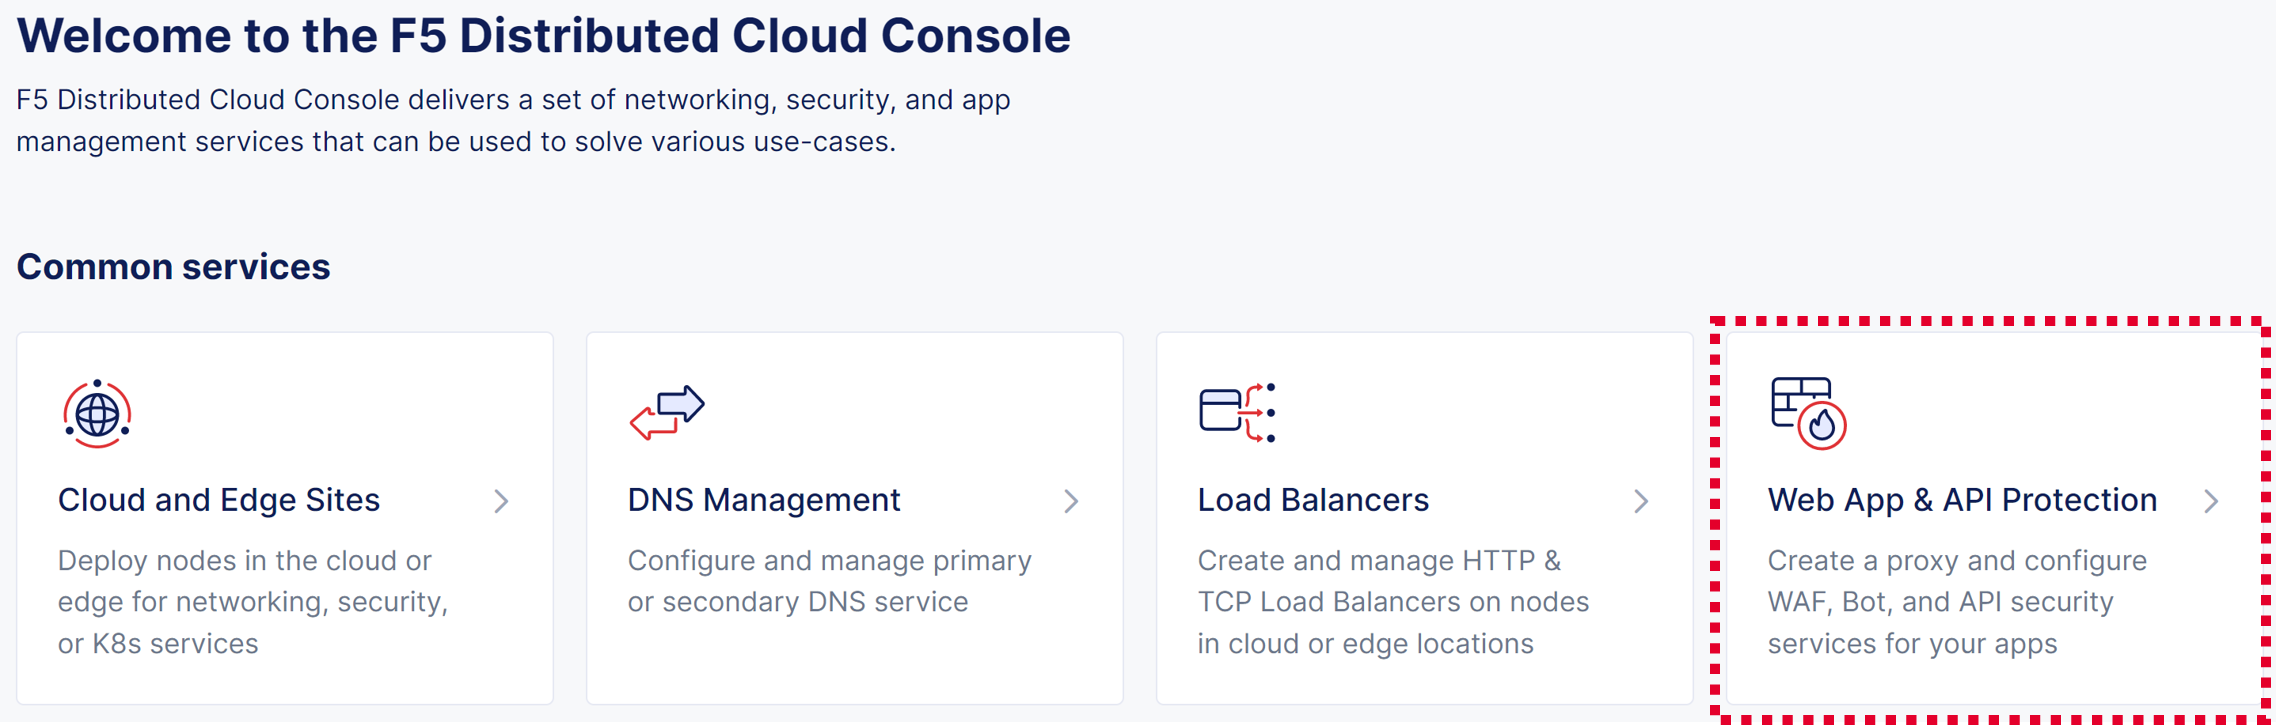 Welcome to the F5 Distributed Cloud Console
F5 Distributed Cloud Console delivers a set of networking, security, and app
management services that can be used to solve various use-cases.
Common services
Cloud and Edge Sites
Deploy nodes in the cloud or
edge for networking, security,
or K8s services
DNS Management
Configure and manage primary
or secondary DNS service
Load Balancers
Create and manage HTTP &
TCP Load Balancers on nodes
in cloud or edge locations
Web App & API Protection
Create a proxy and configure
WAF, Bot, and API security
services for your apps